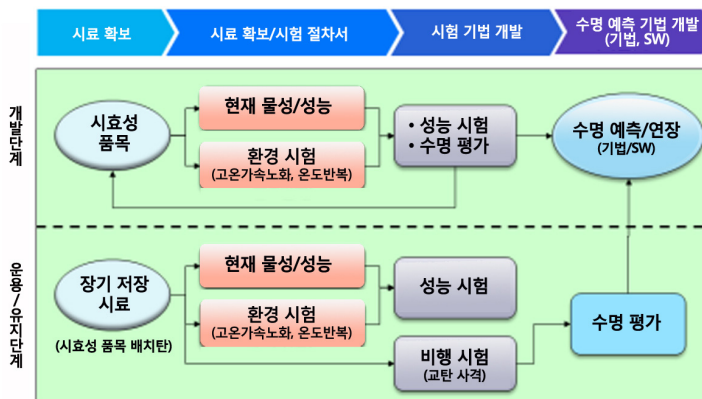 시료 확보
시료 확보/시험 절차서
시험 기법 개발
수명 예측 기법 개발
(기법, SW)
개발단계
시효성
품목
현재 물성/성능
환경 시험
(고온가속노화, 온도반복)
• 성능 시험
• 수명 평가
수명 예측/연장
(기법/SW)
운용/유지단계
장기 저장
시료
(시효성 품목 배치탄)
현재 물성/성능
환경 시험
(고온가속노화, 온도반복)
성능 시험
비행 시험
(교탄 사격)
수명 평가